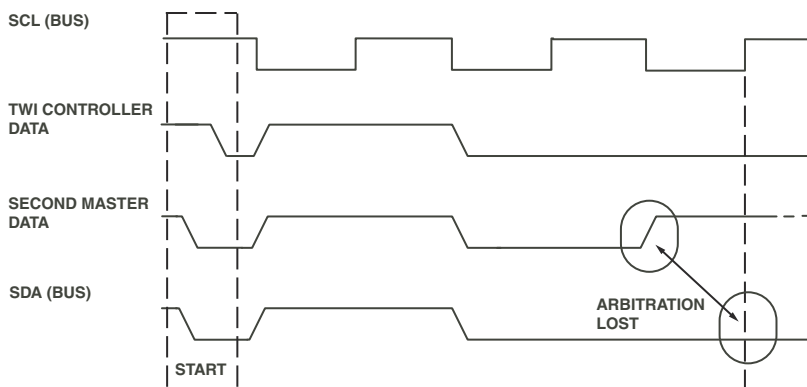 SCL (BUS)
TWI CONTROLLER
DATA
SECOND MASTER
DATA
SDA (BUS)
ARBITRATION
LOST
START